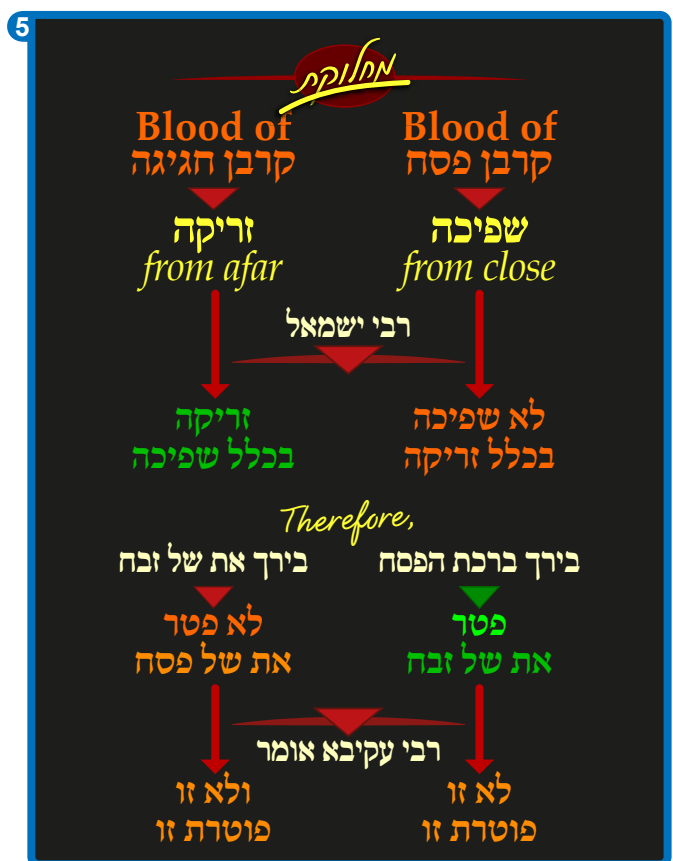 5
מחלוקת
Blood of
קרבן פסח
Blood of
קרבן חגיגה
שפיכה
from close
זריקה
from afar
רבי ישמאל
לא שפיכה
בכלל זריקה
זריקה
בכלל שפיכה
Therefore,
בירך ברכת הפסח
בירך את של זבח
פטר
את של זבח
לא פטר
את של פסח
רבי עקיבא אומר
לא זו
פוטרת זו
ולא זו
פוטרת זו